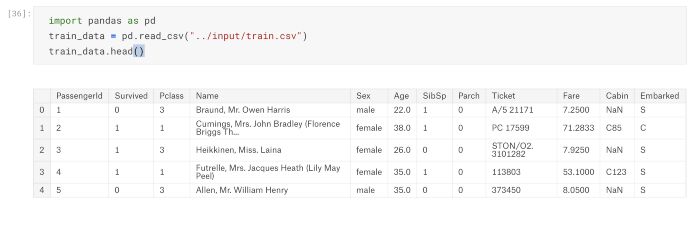 [36]:
import pandas as pd
train_data = pd.read_csv("../input/train.csv")
train_data.head()
PassengerId Survived Pclass Name Sex Age SibSp Parch Ticket Fare Cabin Embarked
0 1 0 3 Braund, Mr. Owen Harris male 22.0 1 0 A/5 21171 7.2500 NaN S
1 2 1 1 Cumings, Mrs. John Bradley (Florence Briggs Th... female 38.0 1 0 PC 17599 71.2833 C85 C
2 3 1 3 Heikkinen, Miss. Laina female 26.0 0 0 STON/O2. 3101282 7.9250 NaN S
3 4 1 1 Futrelle, Mrs. Jacques Heath (Lily May Peel) female 35.0 1 0 113803 53.1000 C123 S
4 5 0 3 Allen, Mr. William Henry male 35.0 0 0 373450 8.0500 NaN S